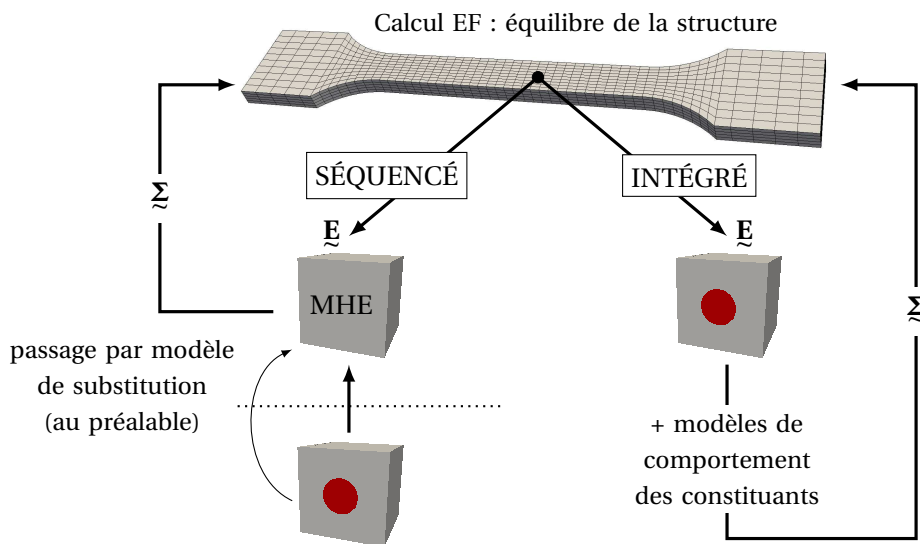 Calcul EF : équilibre de la structure
SÉQUENCÉ
INTÉGRÉ
Σ
E
E
MHE
Σ
passage par modèle
de substitution
(au préalable)
+ modèles de
comportement
des constituants